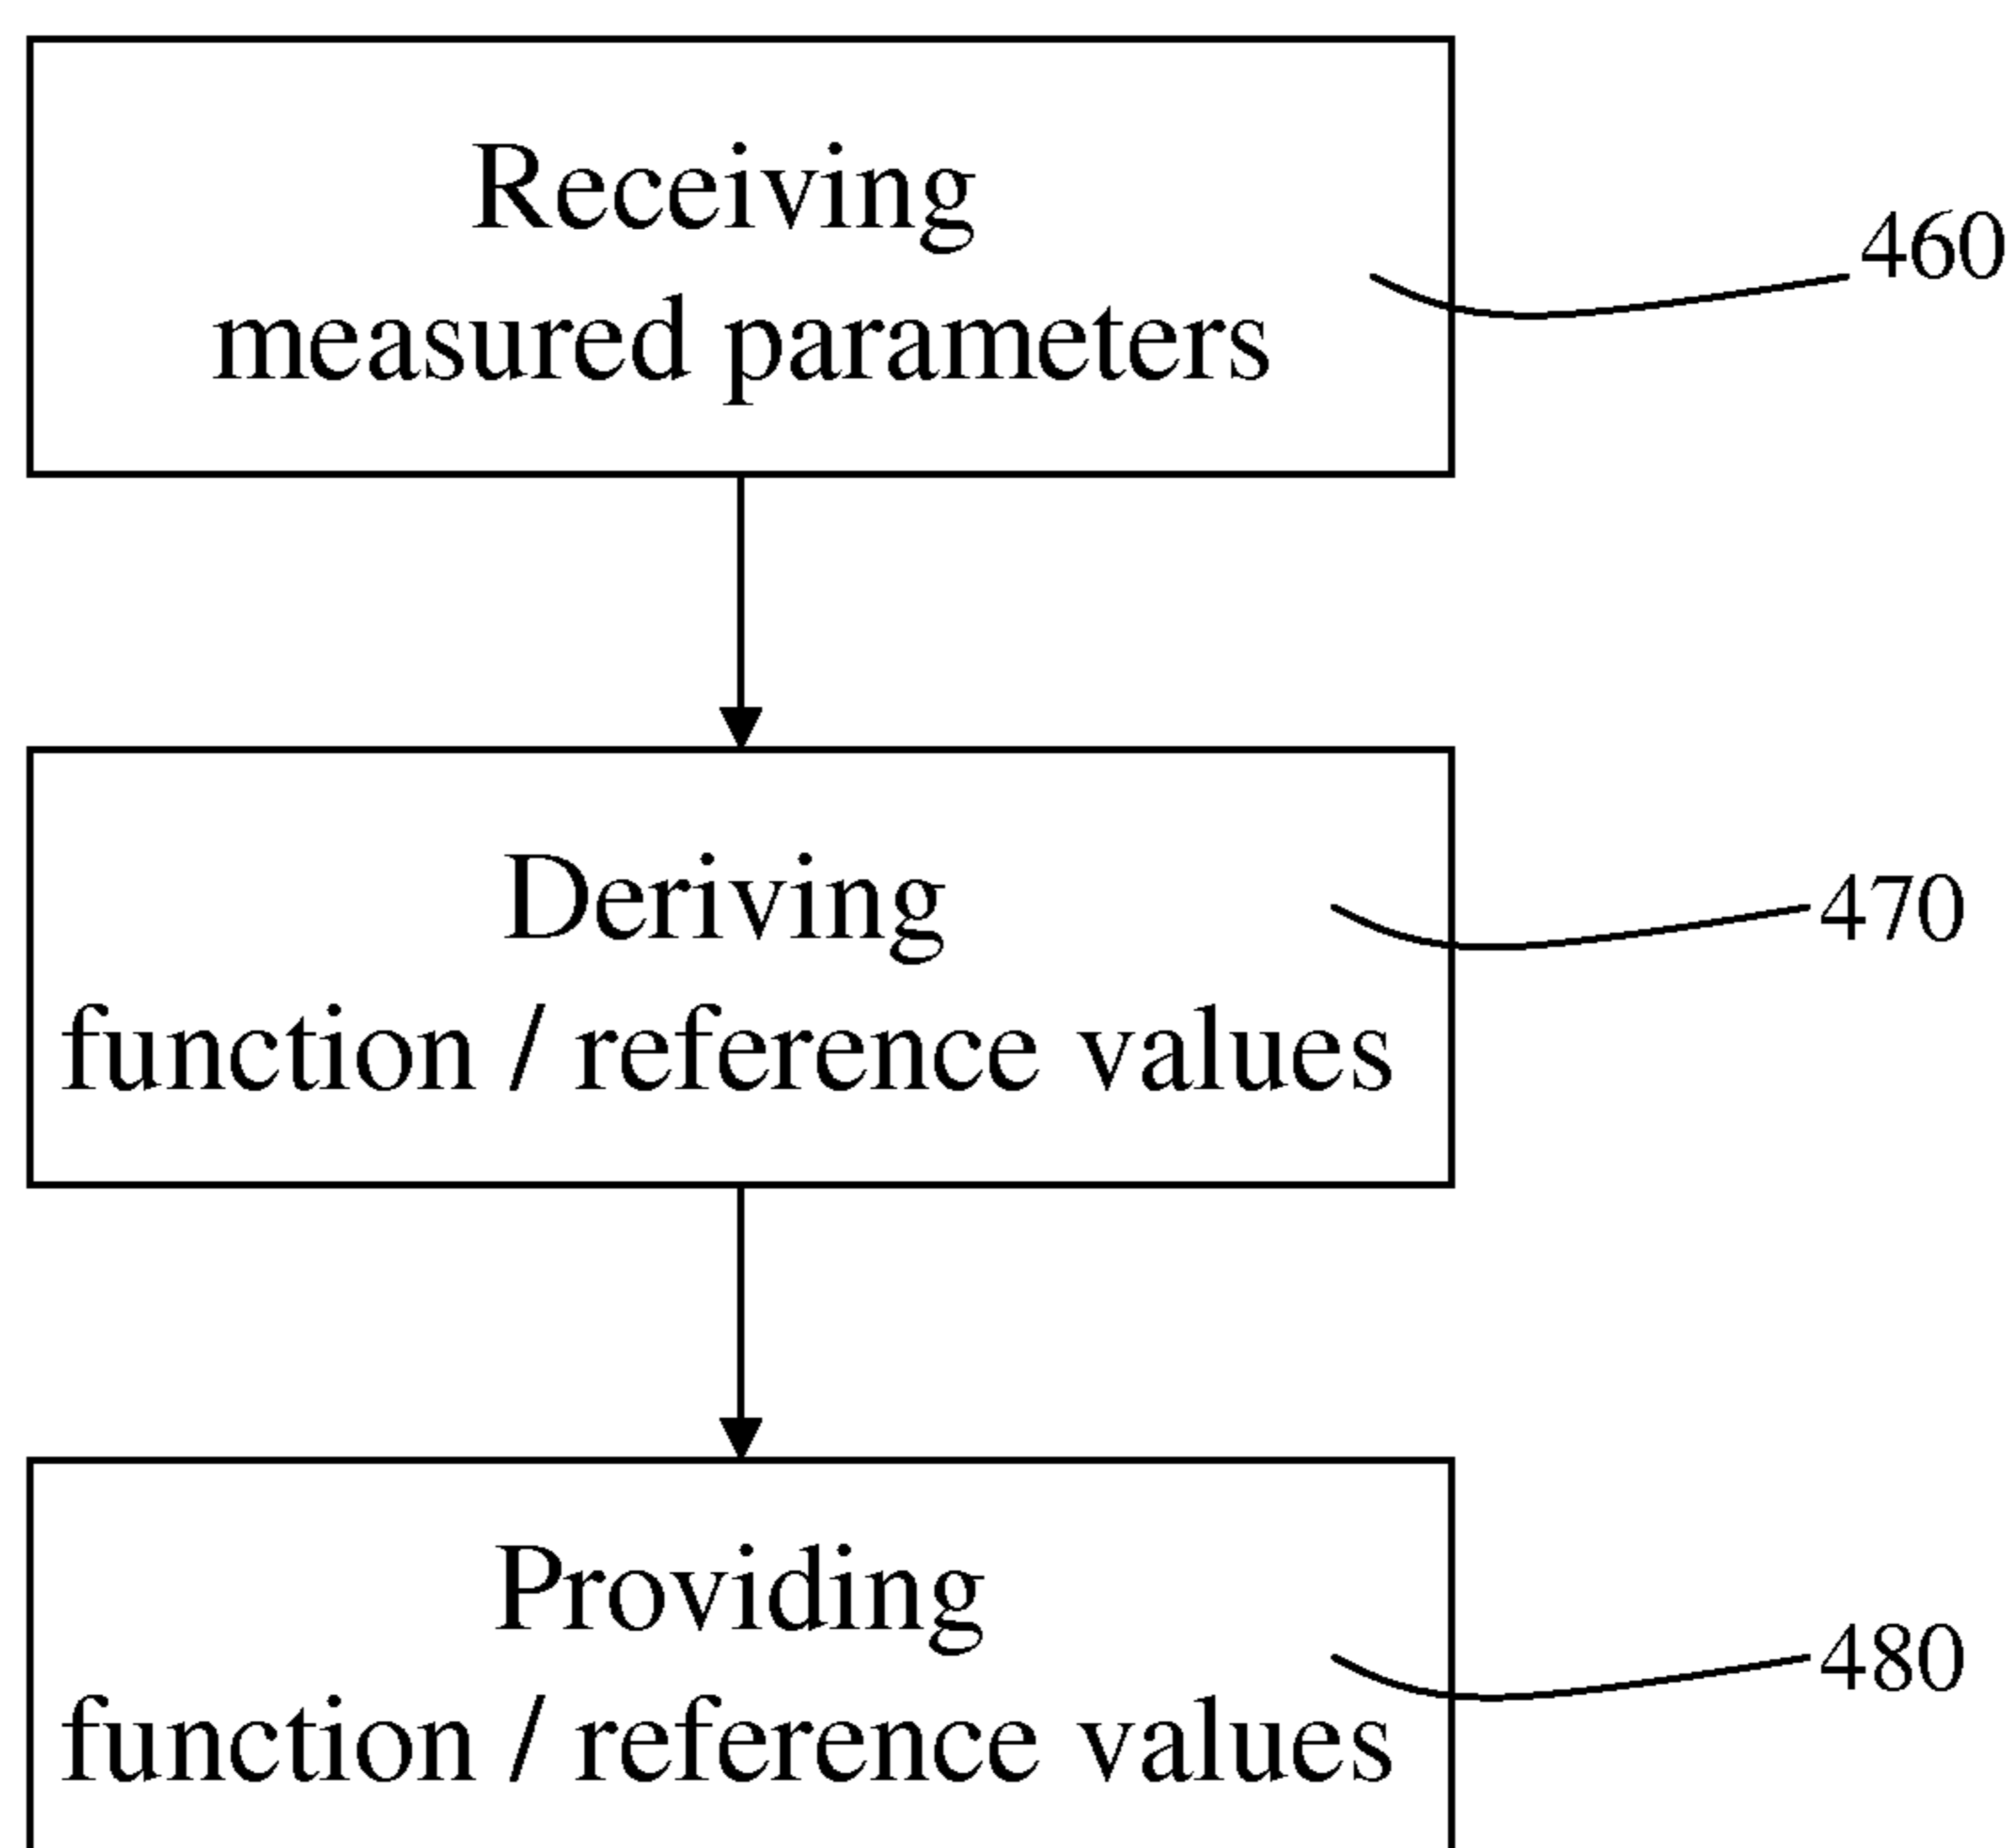 Receiving
measured parameters
460
Deriving
function / reference values
470
Providing
function / reference values
480